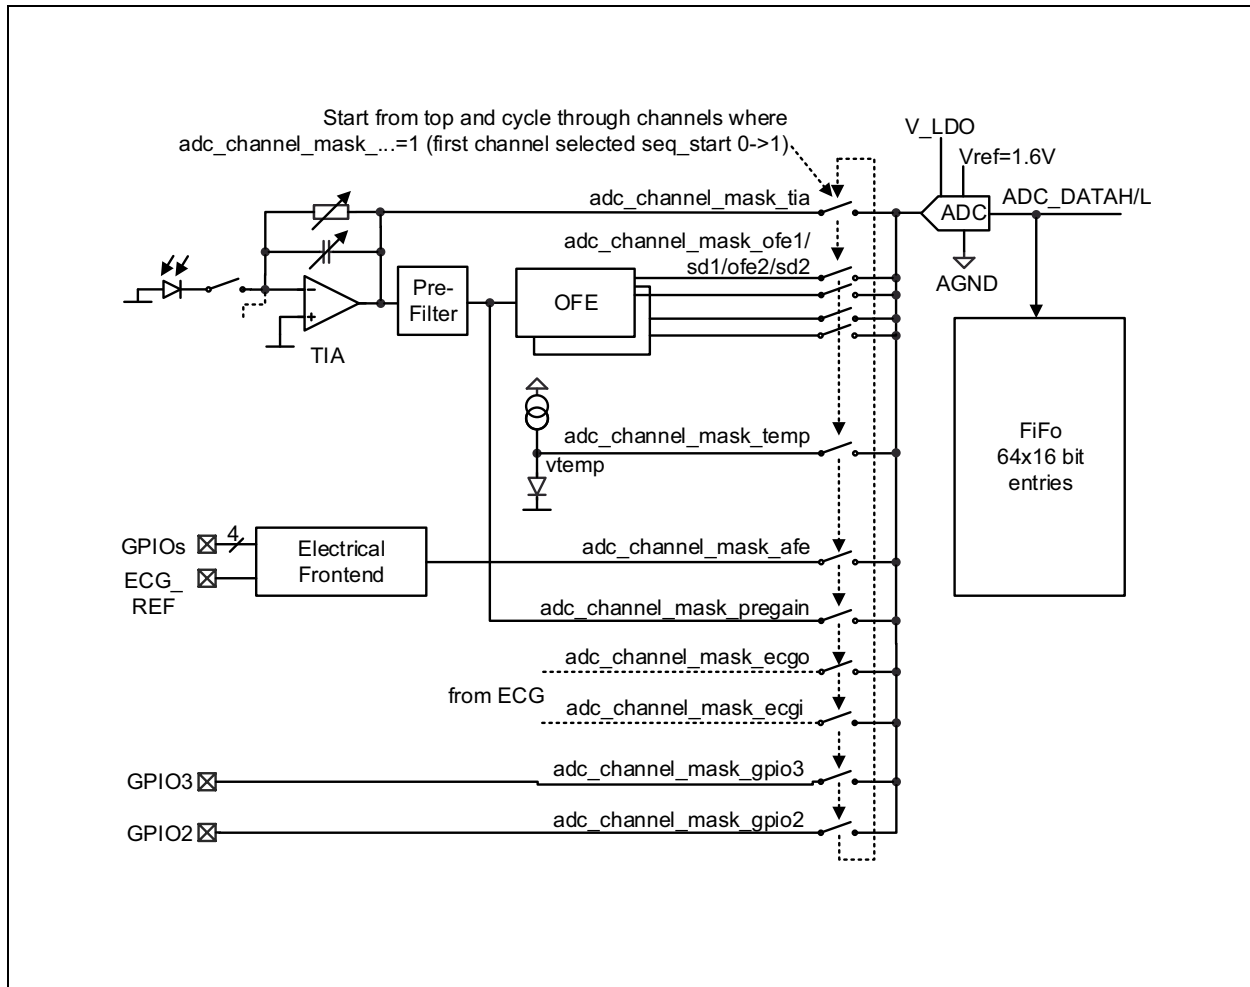 Start from top and cycle through channels where
adc_channel_mask_...=1 (first channel selected seq_start 0->1)
V_LDO
Vref=1.6V
adc_channel_mask_tia
ADC
ADC_DATAH/L
adc_channel_mask_ofe1/
sd1/ofe2/sd2
AGND
Pre-
Filter
OFE
TIA
FiFo
64x16 bit
entries
adc_channel_mask_temp
vtemp
GPIOs
4
ECG_
REF
Electrical
Frontend
adc_channel_mask_afe
adc_channel_mask_pregain
adc_channel_mask_ecgo
from ECG
adc_channel_mask_ecgi
GPIO3
adc_channel_mask_gpio3
GPIO2
adc_channel_mask_gpio2